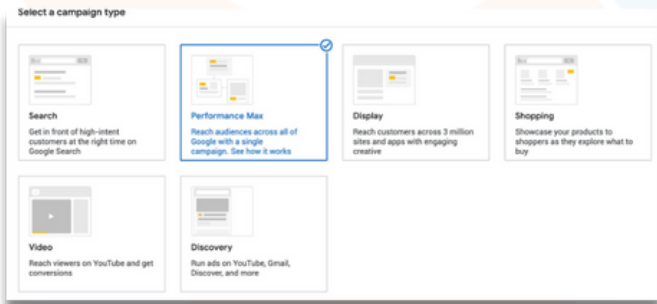 Select a campaign type
Search
Get in front of high-intent
customers at the right time on
Google Search
Performance Max
Reach audiences across all of
Google with a single
campaign. See how it works
Display
Reach customers across 3 million
sites and apps with engaging
creative
Shopping
Showcase your products to
shoppers as they explore what to
buy
Video
Reach viewers on YouTube and get
conversions
Discovery
Run ads on YouTube, Gmail,
Discover, and more